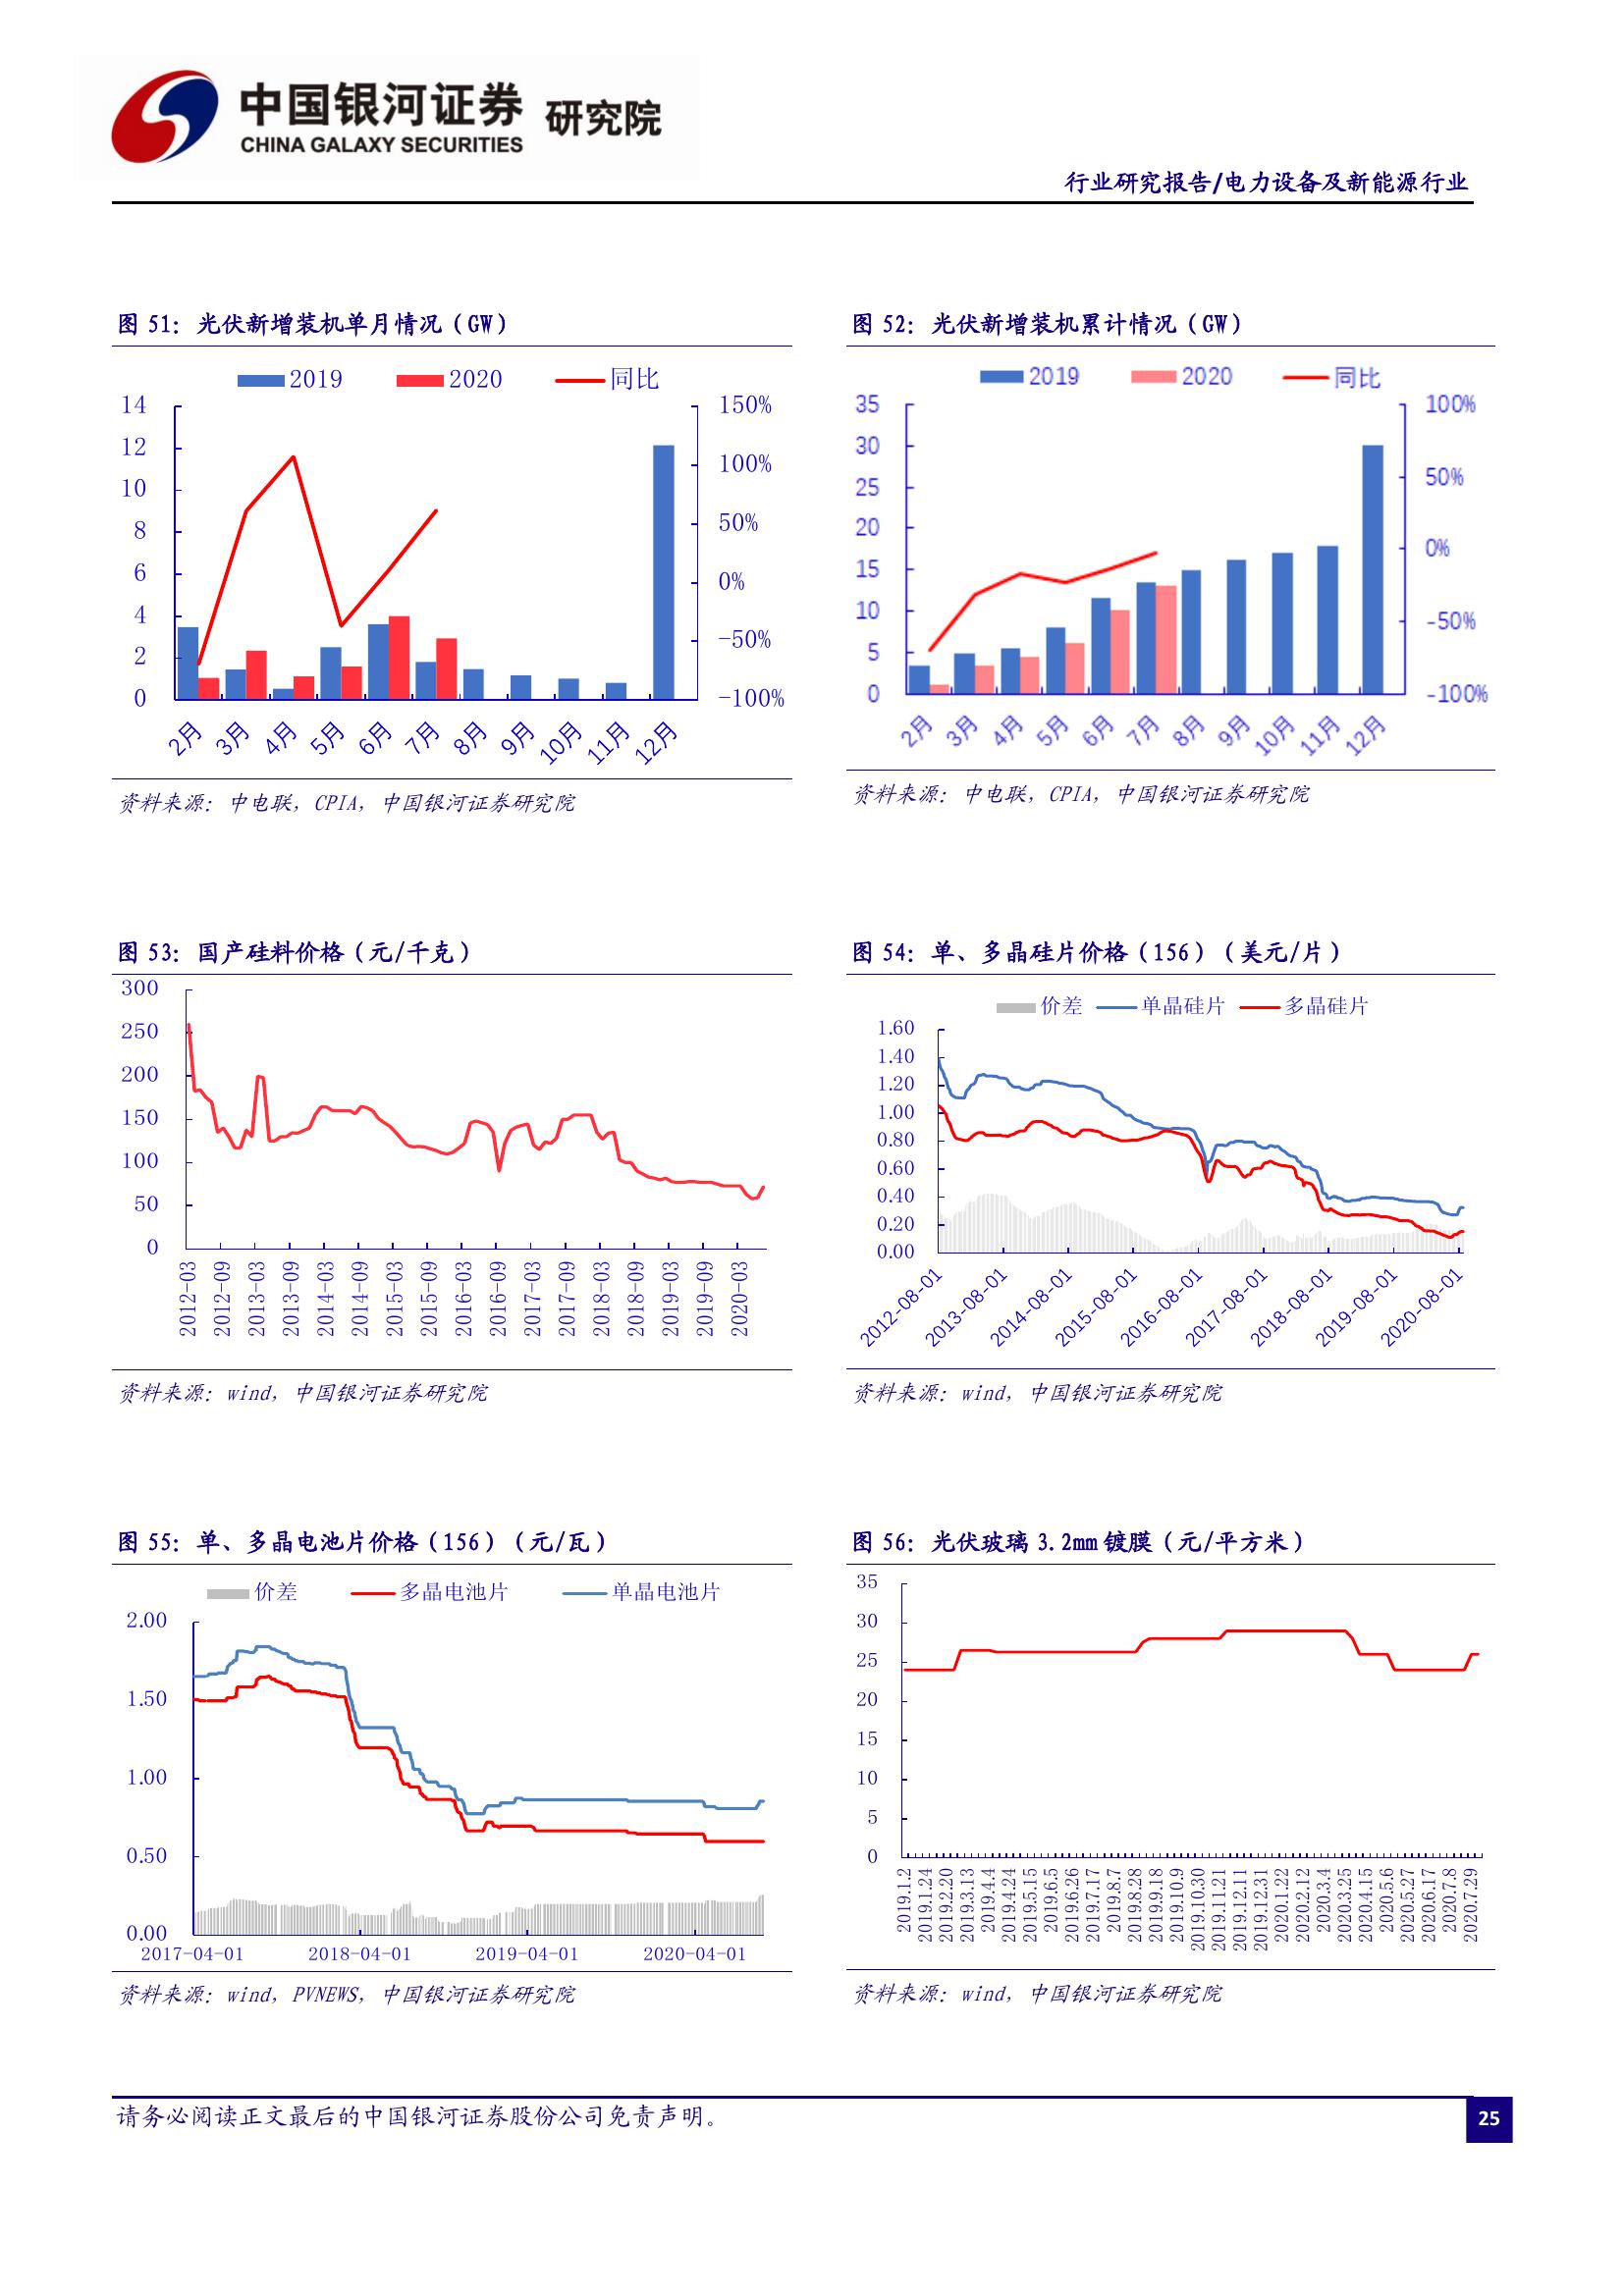 中国银河证券 研究院
CHINA GALAXY SECURITIES
行业研究报告/电力设备及新能源行业
图 51：光伏新增装机单月情况（GW）
2019 2020 同比
14
12
10
8
6
4
2
0
150%
100%
50%
0%
-50%
-100%
2月 3月 4月 5月 6月 7月 8月 9月 10月 11月 12月
资料来源：中电联，CPIA，中国银河证券研究院
图 52：光伏新增装机累计情况（GW）
2019 2020 同比
35
30
25
20
15
10
5
0
100%
50%
0%
-50%
-100%
2月 3月 4月 5月 6月 7月 8月 9月 10月 11月 12月
资料来源：中电联，CPIA，中国银河证券研究院
图 53：国产硅料价格（元/千克）
300
250
200
150
100
50
0
2012-03 2012-09 2013-03 2013-09 2014-03 2014-09 2015-03 2015-09 2016-03 2016-09 2017-03 2017-09 2018-03 2018-09 2019-03 2019-09 2020-03
资料来源：wind，中国银河证券研究院
图 54：单、多晶硅片价格（156）（美元/片）
价差 单晶硅片 多晶硅片
1.60
1.40
1.20
1.00
0.80
0.60
0.40
0.20
0.00
2012-08-01 2013-08-01 2014-08-01 2015-08-01 2016-08-01 2017-08-01 2018-08-01 2019-08-01 2020-08-01
资料来源：wind，中国银河证券研究院
图 55：单、多晶电池片价格（156）（元/瓦）
价差 多晶电池片 单晶电池片
2.00
1.50
1.00
0.50
0.00
2017-04-01 2018-04-01 2019-04-01 2020-04-01
资料来源：wind，PVNEWS，中国银河证券研究院
图 56：光伏玻璃 3.2mm 镀膜（元/平方米）
35
30
25
20
15
10
5
0
2019.1.2 2019.1.24 2019.2.20 2019.3.13 2019.4.4 2019.4.24 2019.5.15 2019.6.5 2019.6.26 2019.7.17 2019.8.7 2019.8.28 2019.9.18 2019.10.9 2019.10.30 2019.11.21 2019.12.11 2019.12.31 2020.1.22 2020.2.12 2020.3.4 2020.3.25 2020.4.15 2020.5.6 2020.5.27 2020.6.17 2020.7.8 2020.7.29
资料来源：wind，中国银河证券研究院
请务必阅读正文最后的中国银河证券股份公司免责声明。
25